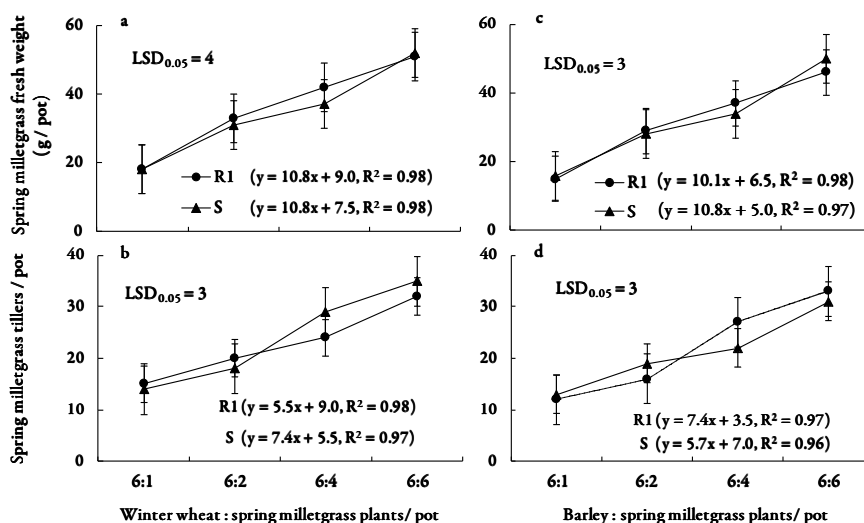 Spring milletgrass fresh weight
(g / pot)
60
40
20
0
a
LSD0.05 = 4
R1 (y = 10.8x + 9.0, R² = 0.98)
S (y = 10.8x + 7.5, R² = 0.98)
60
40
20
0
c
LSD0.05 = 3
R1 (y = 10.1x + 6.5, R² = 0.98)
S (y = 10.8x + 5.0, R² = 0.97)
Spring milletgrass tillers / pot
40
30
20
10
0
b
LSD0.05 = 3
R1 (y = 5.5x + 9.0, R² = 0.98)
S (y = 7.4x + 5.5, R² = 0.97)
6:1 6:2 6:4 6:6
Winter wheat : spring milletgrass plants/ pot
50
40
30
20
10
0
d
LSD0.05 = 3
R1 (y = 7.4x + 3.5, R² = 0.97)
S (y = 5.7x + 7.0, R² = 0.96)
6:1 6:2 6:4 6:6
Barley : spring milletgrass plants/ pot